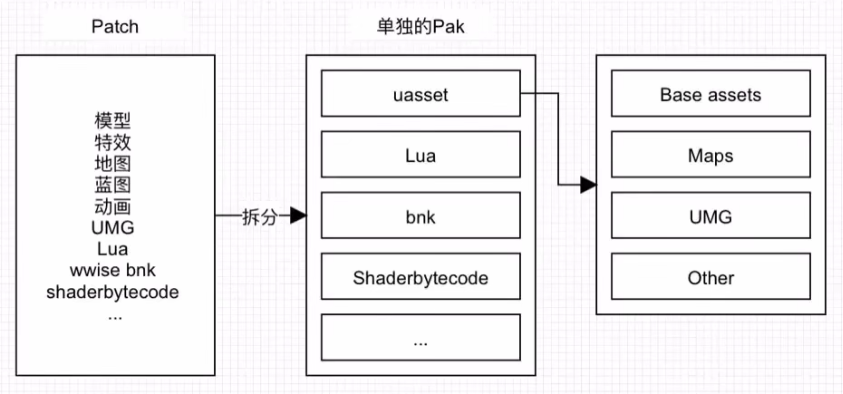 Patch
模型
特效
地图
蓝图
动画
UMG
Lua
wwise bnk
shaderbytecode
...
拆分
单独的Pak
uasset
Lua
bnk
Shaderbytecode
...
Base assets
Maps
UMG
Other